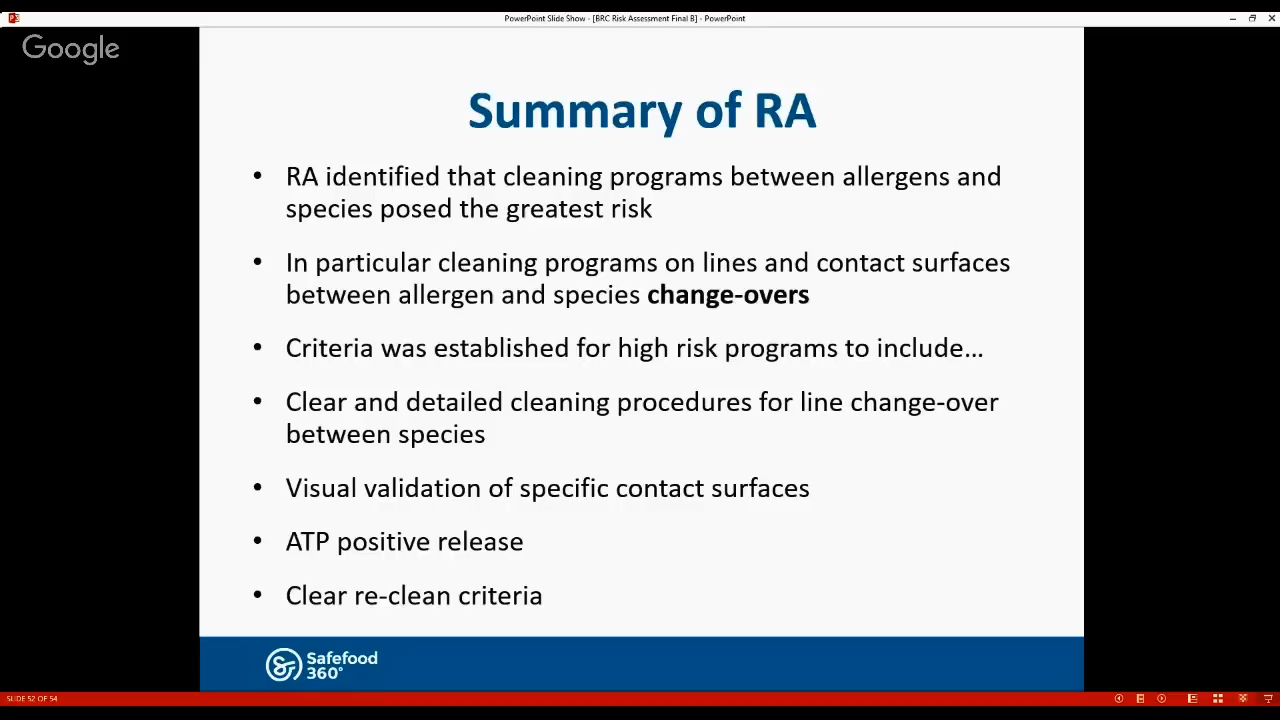 PowerPoint Slide Show - [BRC Risk Assessment Final B] - PowerPoint
Google
Summary of RA
• RA identified that cleaning programs between allergens and
species posed the greatest risk
• In particular cleaning programs on lines and contact surfaces
between allergen and species change-overs
• Criteria was established for high risk programs to include...
• Clear and detailed cleaning procedures for line change-over
between species
• Visual validation of specific contact surfaces
• ATP positive release
• Clear re-clean criteria
Safefood
360°
SLIDE 52 OF 54